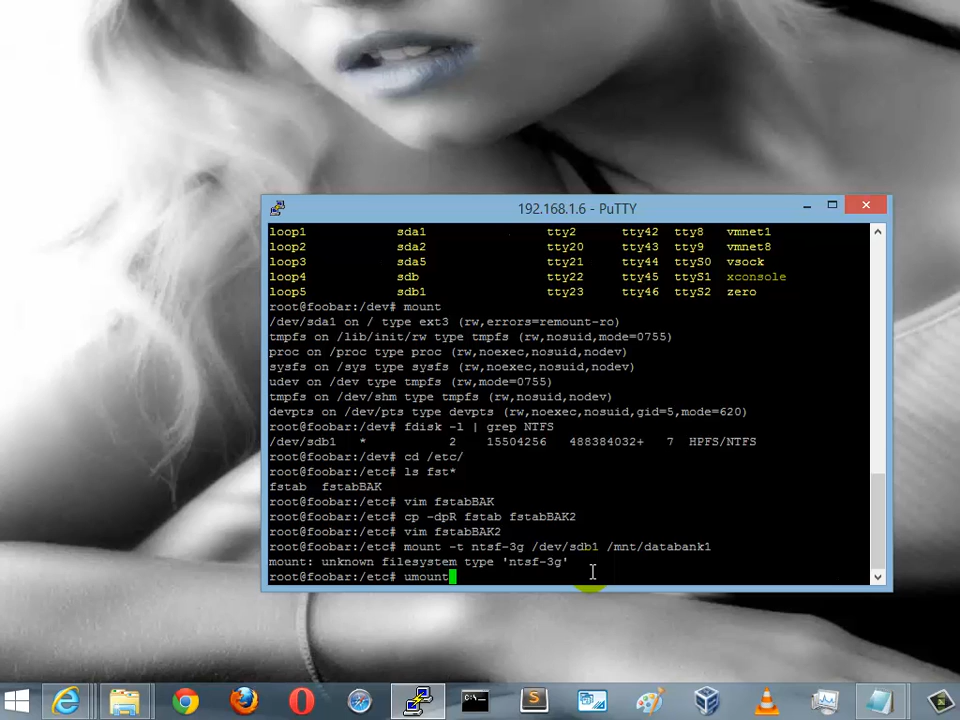 192.168.1.6 - PuTTY
loop1 sda1 tty2 tty42 tty8 vmnet1
loop2 sda2 tty20 tty43 tty9 vmnet8
loop3 sda5 tty21 tty44 ttyS0 vsock
loop4 sdb tty22 tty45 ttyS1 xconsole
loop5 sdb1 tty23 tty46 ttyS2 zero
root@foobar:/dev# mount
/dev/sda1 on / type ext3 (rw,errors=remount-ro)
tmpfs on /lib/init/rw type tmpfs (rw,nosuid,mode=0755)
proc on /proc type proc (rw,noexec,nosuid,nodev)
sysfs on /sys type sysfs (rw,noexec,nosuid,nodev)
udev on /dev type tmpfs (rw,mode=0755)
tmpfs on /dev/shm type tmpfs (rw,nosuid,nodev)
devpts on /dev/pts type devpts (rw,noexec,nosuid,gid=5,mode=620)
root@foobar:/dev# fdisk -l | grep NTFS
/dev/sdb1 * 2 15504256 488384032+ 7 HPFS/NTFS
root@foobar:/dev# cd /etc/
root@foobar:/etc# ls fst*
fstab fstabBAK
root@foobar:/etc# vim fstabBAK
root@foobar:/etc# cp -dpR fstab fstabBAK2
root@foobar:/etc# vim fstabBAK2
root@foobar:/etc# mount -t ntsf-3g /dev/sdb1 /mnt/databank1
mount: unknown filesystem type 'ntsf-3g'
root@foobar:/etc# umount